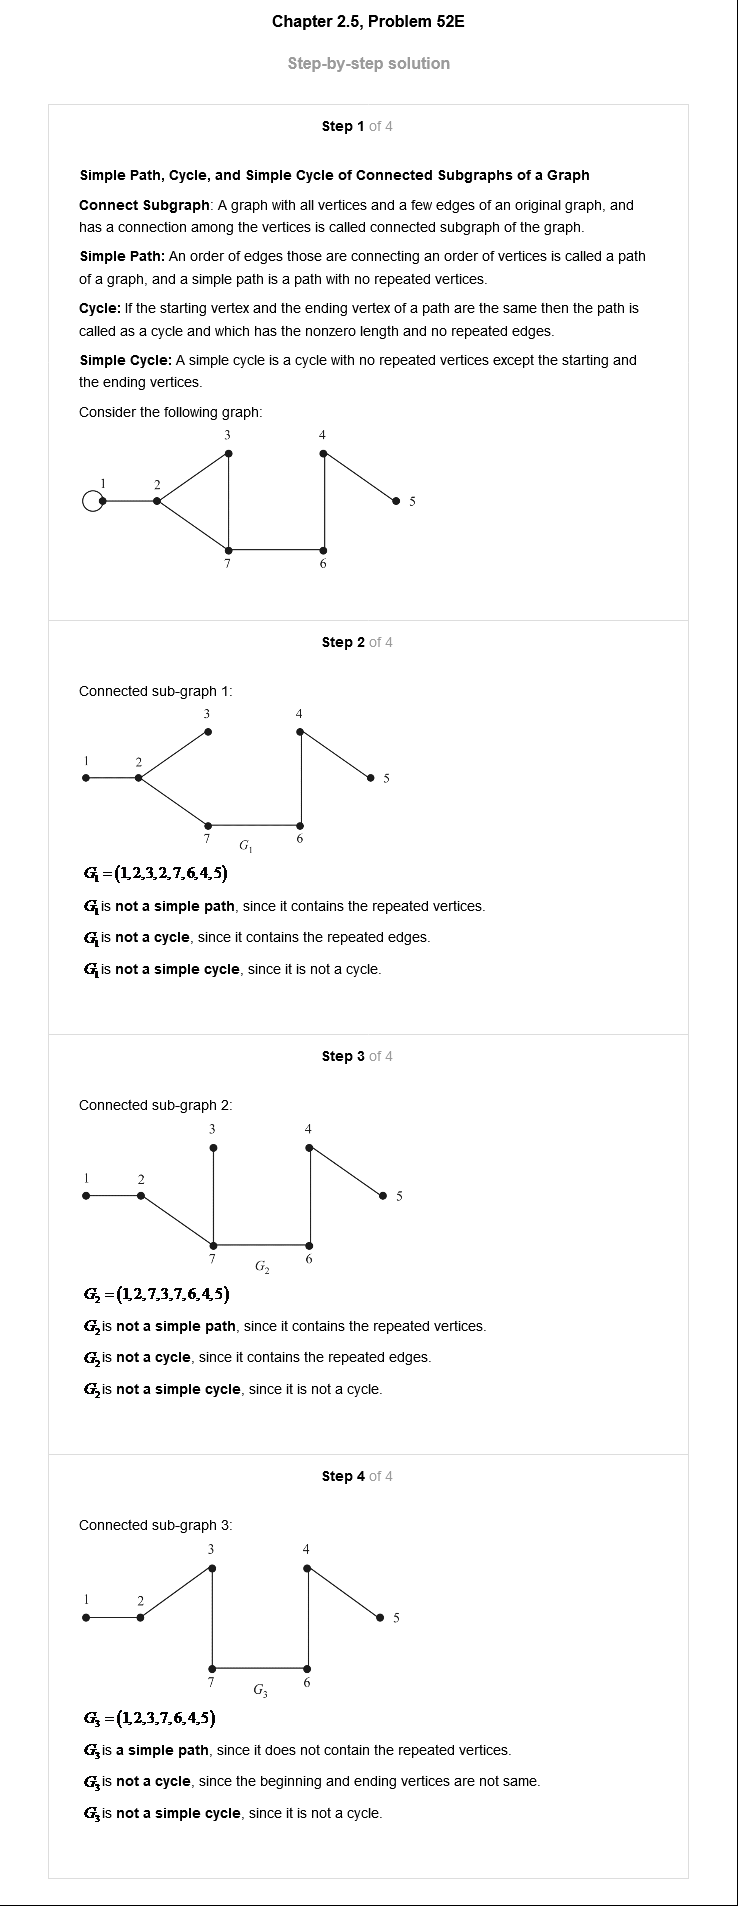 Chapter 2.5, Problem 52E
Step-by-step solution
Step 1 of 4
Simple Path, Cycle, and Simple Cycle of Connected Subgraphs of a Graph
Connect Subgraph: A graph with all vertices and a few edges of an original graph, and
has a connection among the vertices is called connected subgraph of the graph.
Simple Path: An order of edges those are connecting an order of vertices is called a path
of a graph, and a simple path is a path with no repeated vertices.
Cycle: If the starting vertex and the ending vertex of a path are the same then the path is
called as a cycle and which has the nonzero length and no repeated edges.
Simple Cycle: A simple cycle is a cycle with no repeated vertices except the starting and
the ending vertices.
Consider the following graph:
3 4
1 2
5
7 6
Step 2 of 4
Connected sub-graph 1:
3 4
1 2
5
7 6
G₁
G₁ = (1,2,3,2,7,6,4,5)
G₁ is not a simple path, since it contains the repeated vertices.
G₁ is not a cycle, since it contains the repeated edges.
G₁ is not a simple cycle, since it is not a cycle.
Step 3 of 4
Connected sub-graph 2:
3 4
1 2
5
7 6
G₂
G₂ = (1,2,7,3,7,6,4,5)
G₂ is not a simple path, since it contains the repeated vertices.
G₂ is not a cycle, since it contains the repeated edges.
G₂ is not a simple cycle, since it is not a cycle.
Step 4 of 4
Connected sub-graph 3:
3 4
1 2
5
7 6
G₃
G₃ = (1,2,3,7,6,4,5)
G₃ is a simple path, since it does not contain the repeated vertices.
G₃ is not a cycle, since the beginning and ending vertices are not same.
G₃ is not a simple cycle, since it is not a cycle.